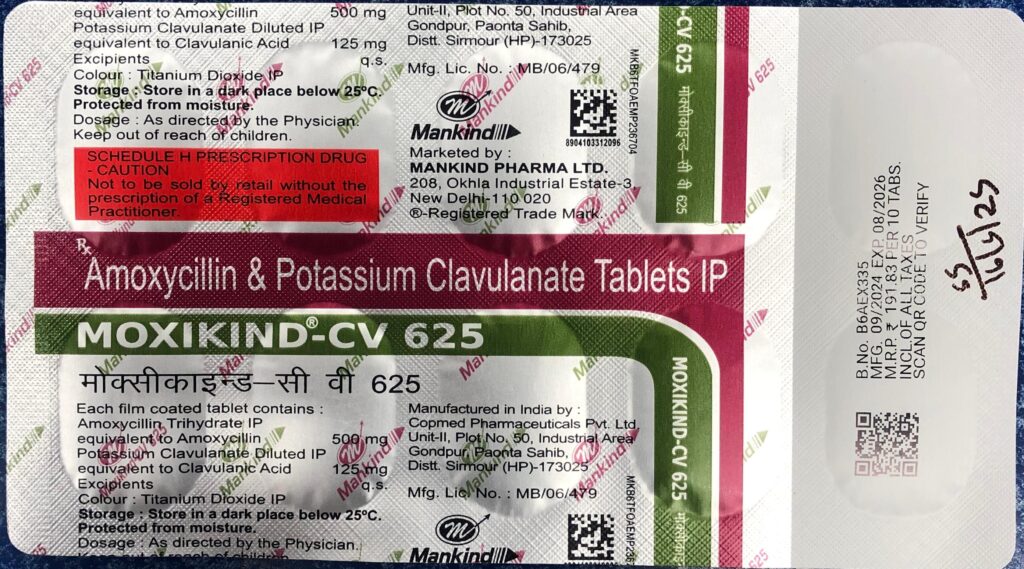 equivalent to Amoxycillin 500 mg
Potassium Clavulanate Diluted IP
equivalent to Clavulanic Acid 125 mg
Excipients q.s.
Colour : Titanium Dioxide IP
Storage : Store in a dark place below 25ºC.
Protected from moisture.
Dosage : As directed by the Physician.
Keep out of reach of children.
SCHEDULE H PRESCRIPTION DRUG
- CAUTION
Not to be sold by retail without the
prescription of a Registered Medical
Practitioner.
Unit-II, Plot No. 50, Industrial Area
Gondpur, Paonta Sahib,
Distt. Sirmour (HP)-173025
Mfg. Lic. No. : MB/06/479
Mankind
8904103312096
MKB6TFOAEMP236704
Marketed by :
MANKIND PHARMA LTD.
208, Okhla Industrial Estate-3
New Delhi-110 020
®-Registered Trade Mark.
-CV 625 मोक्सीकाइन्ड–सी वी 625
Rx
Amoxycillin & Potassium Clavulanate Tablets IP
MOXIKIND®-CV 625
मोक्सीकाइन्ड–सी वी 625
Each film coated tablet contains :
Amoxycillin Trihydrate IP
equivalent to Amoxycillin 500 mg
Potassium Clavulanate Diluted IP
equivalent to Clavulanic Acid 125 mg
Excipients q.s.
Colour : Titanium Dioxide IP
Storage : Store in a dark place below 25ºC.
Protected from moisture.
Dosage : As directed by the Physician.
Keep out of reach of children.
Manufactured in India by :
Copmed Pharmaceuticals Pvt. Ltd.
Unit-II, Plot No. 50, Industrial Area
Gondpur, Paonta Sahib,
Distt. Sirmour (HP)-173025
Mfg. Lic. No. : MB/06/479
Mankind
MOXIKIND-CV 625
B.No. B6AEX335
MFG. 09/2024 EXP. 08/2026
M.R.P. ₹ 191.83 PER 10 TABS.
INCL.OF ALL TAXES
SCAN QR CODE TO VERIFY